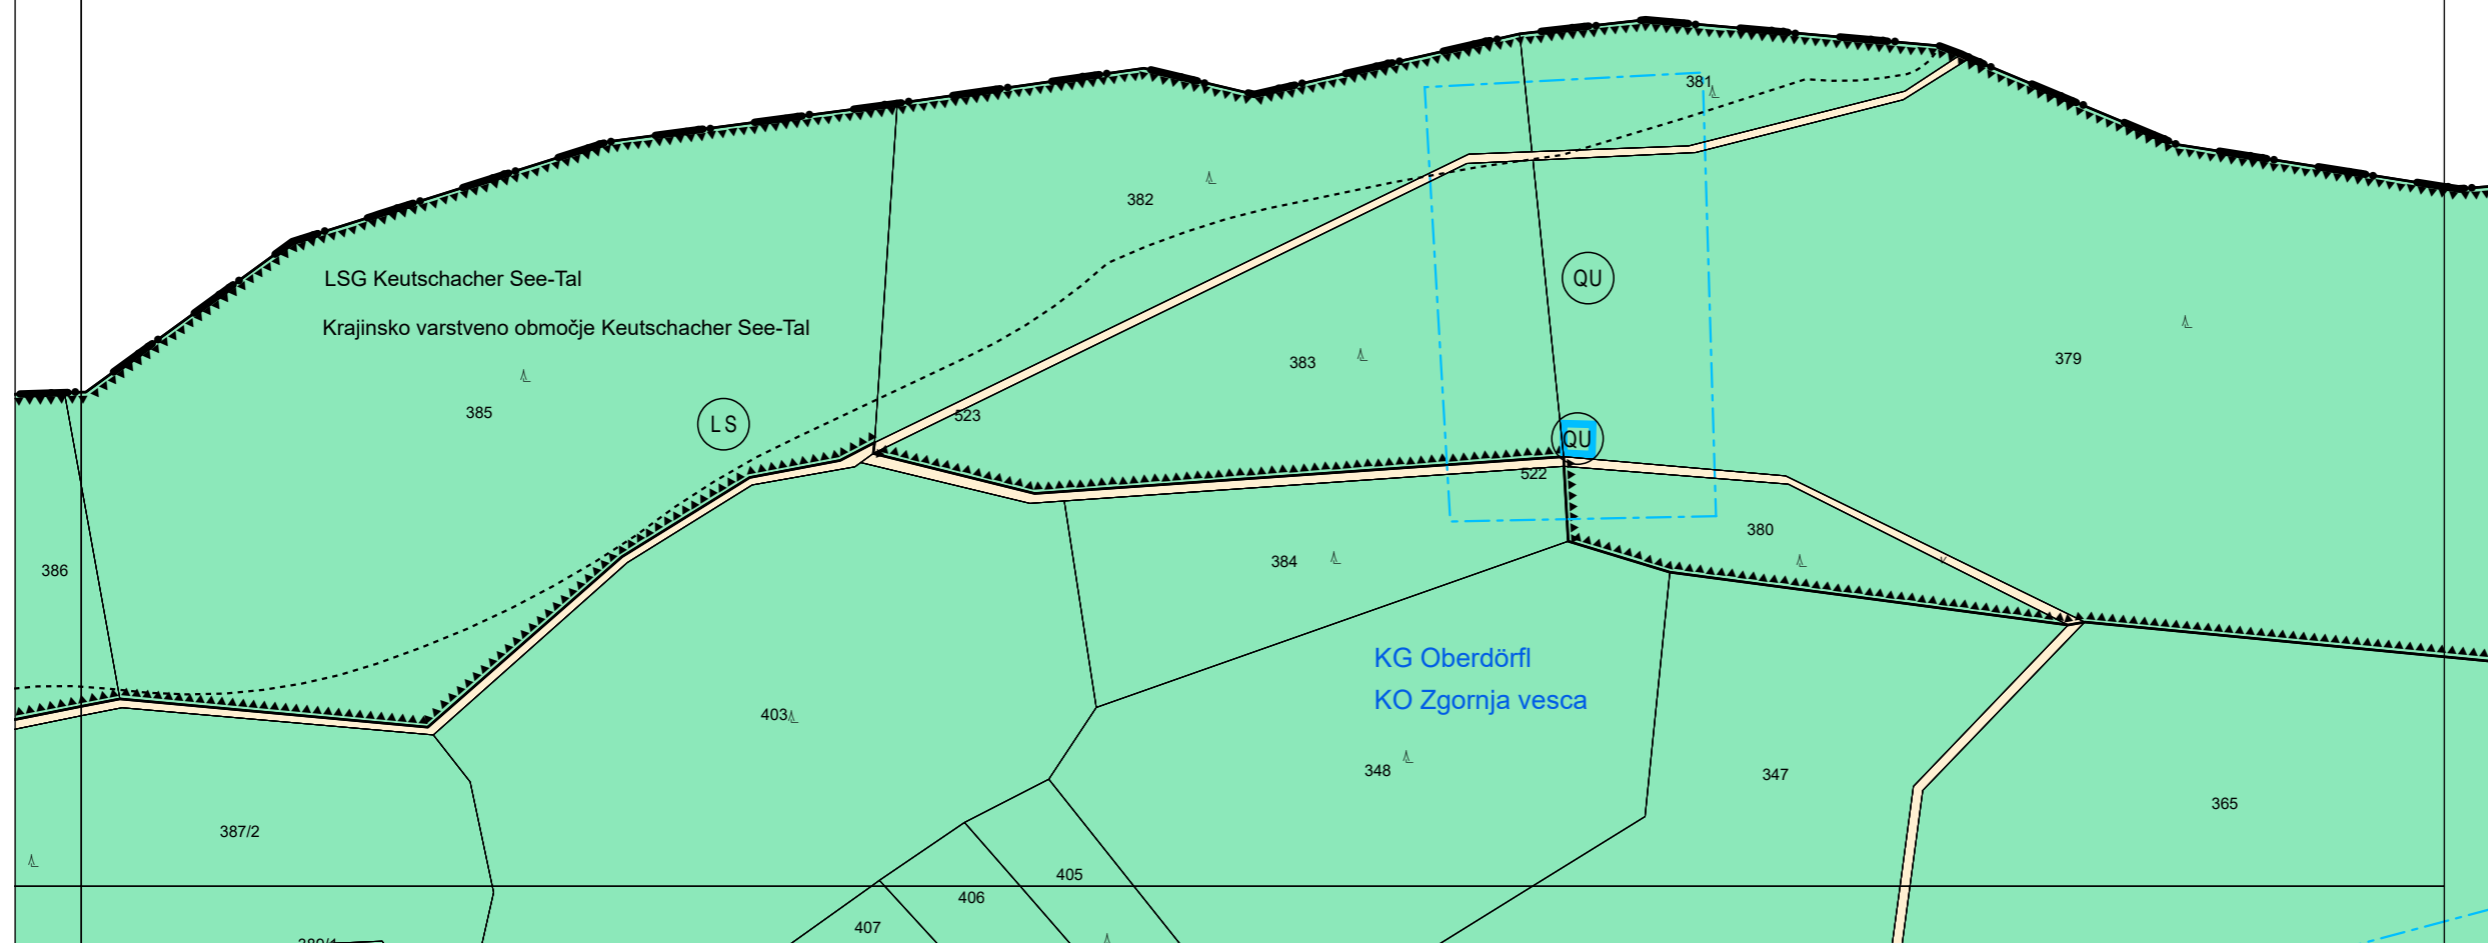 381
382
LSG Keutschacher See-Tal
QU
Krajinsko varstveno območje Keutschacher See-Tal
383
379
385
523
LS
QU
522
380
386
384
KG Oberdörfl
KO Zgornja vesca
403
348
347
365
387/2
405
406
407